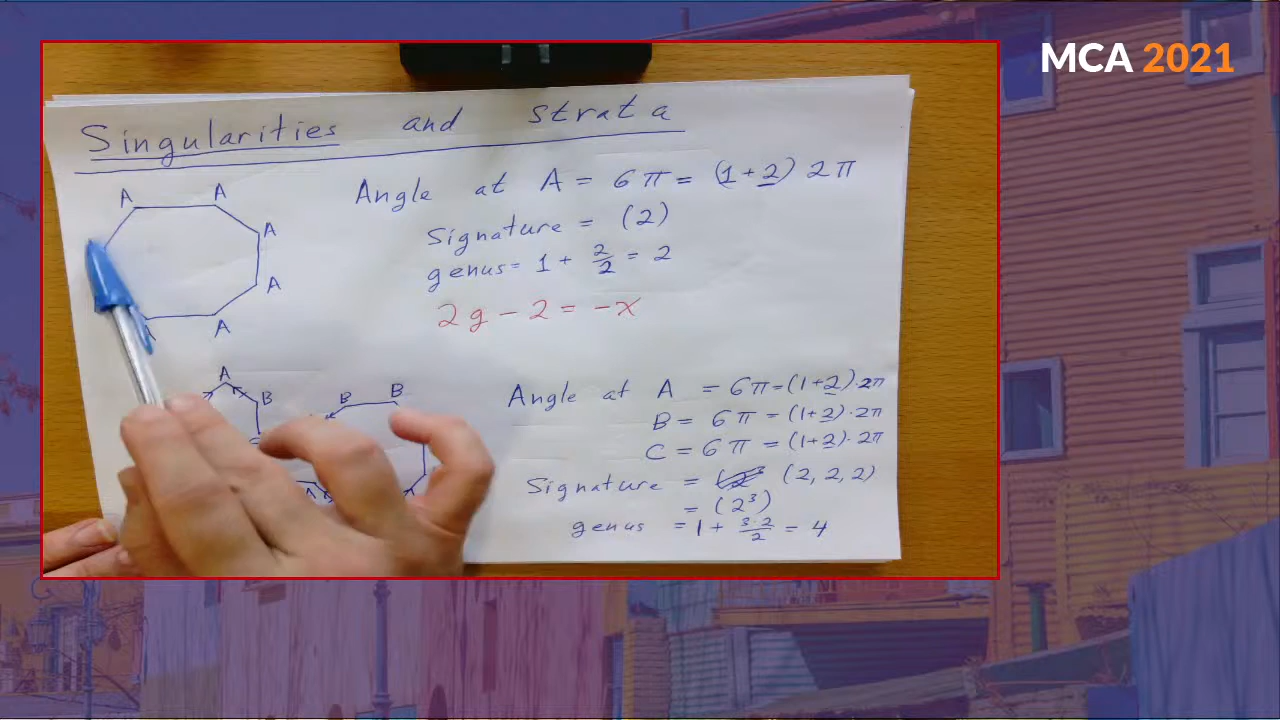 MCA 2021
Singularities and strata
A A
A
A
A
A
Angle at A = 6π = (1+2) 2π
Signature = (2)
genus = 1 + 2/2 = 2
2g - 2 = -χ
A
B
B B
A
Angle at A = 6π = (1+2)·2π
B = 6π = (1+2)·2π
C = 6π = (1+2)·2π
Signature = (2, 2, 2)
= (2³)
genus = 1 + 3·2/2 = 4